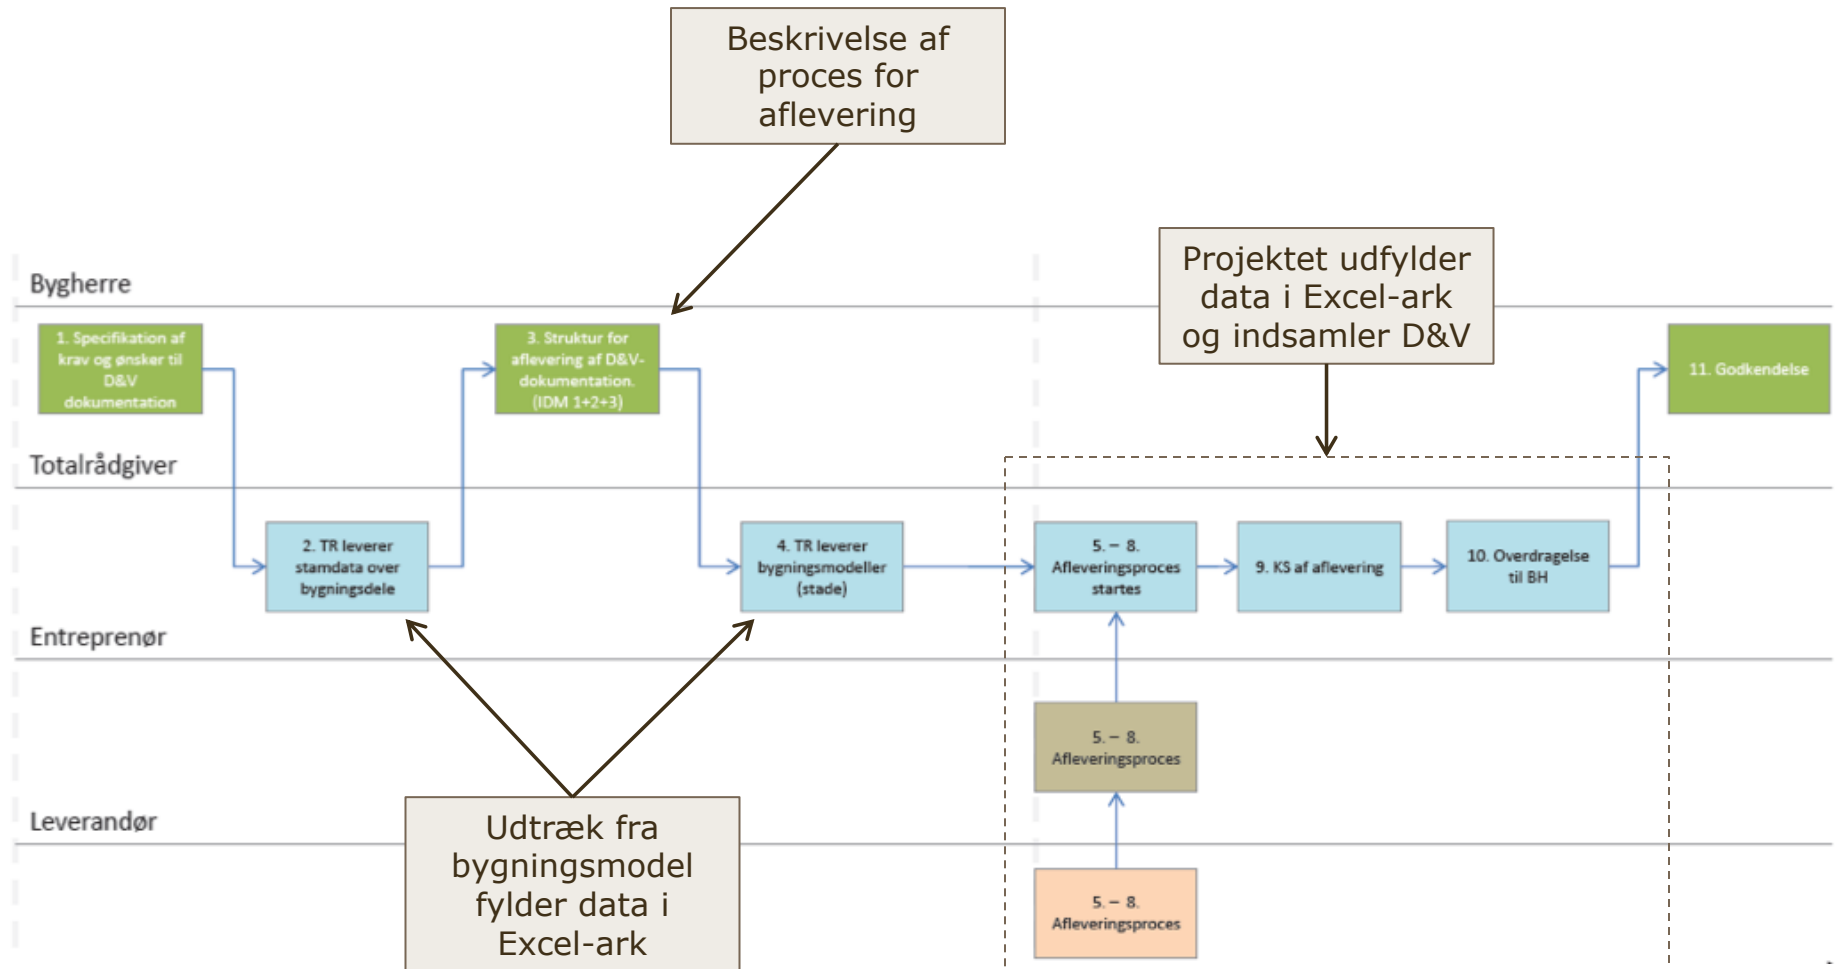 Beskrivelse af
proces for
aflevering
Projektet udfylder
data i Excel-ark
og indsamler D&V
Bygherre
1. Specifikation af
krav og ønsker til
D&V
dokumentation
3. Struktur for
aflevering af D&V-
dokumentation.
(IDM 1+2+3)
11. Godkendelse
Totalrådgiver
2. TR leverer
stamdata over
bygningsdele
4. TR leverer
bygningsmodeller
(stade)
5. – 8.
Afleveringsproces
startes
9. KS af aflevering
10. Overdragelse
til BH
Entreprenør
5. – 8.
Afleveringsproces
Leverandør
5. – 8.
Afleveringsproces
Udtræk fra
bygningsmodel
fylder data i
Excel-ark